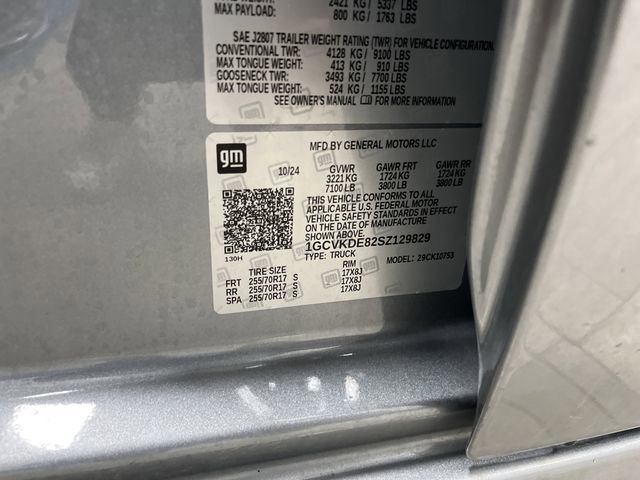 2421 KG / 5337 LBS
MAX PAYLOAD: 800 KG / 1763 LBS
SAE J2807 TRAILER WEIGHT RATING (TWR) FOR VEHICLE CONFIGURATION
CONVENTIONAL TWR: 4128 KG / 9100 LBS
MAX TONGUE WEIGHT: 413 KG / 910 LBS
GOOSENECK TWR: 3493 KG / 7700 LBS
MAX TONGUE WEIGHT: 524 KG / 1155 LBS
SEE OWNER'S MANUAL FOR MORE INFORMATION
gm
MFD BY GENERAL MOTORS LLC
10/24 GVWR GAWR FRT GAWR RR
3221 KG 1724 KG 1724 KG
7100 LB 3800 LB 3800 LB
THIS VEHICLE CONFORMS TO ALL
APPLICABLE U.S. FEDERAL MOTOR
VEHICLE SAFETY STANDARDS IN EFFECT
ON THE DATE OF MANUFACTURE
SHOWN ABOVE.
1GCVKDE82SZ129829
130H
TYPE: TRUCK MODEL: 29CK10753
TIRE SIZE RIM
FRT 255/70R17 S 17X8J
RR 255/70R17 S 17X8J
SPA 255/70R17 S 17X8J